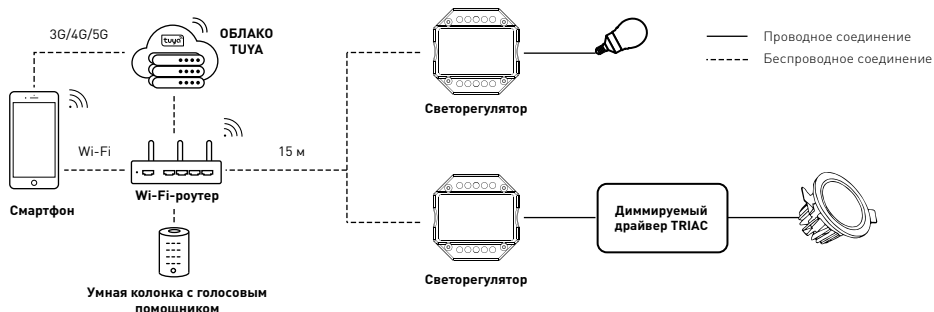 3G/4G/5G
tuya
ОБЛАКО
TUYA
Проводное соединение
Беспроводное соединение
Светорегулятор
Wi-Fi
15 м
Wi-Fi-роутер
Смартфон
Диммируемый
драйвер TRIAC
Светорегулятор
Умная колонка с голосовым
помощником